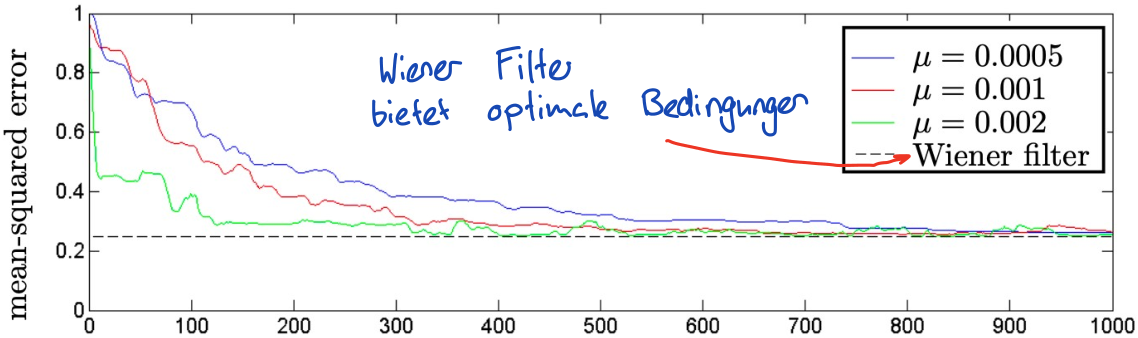 1
0.8
0.6
0.4
0.2
0
mean-squared error
Wiener Filter
bietet optimale Bedingungen
μ = 0.0005
μ = 0.001
μ = 0.002
Wiener filter
0 100 200 300 400 500 600 700 800 900 1000